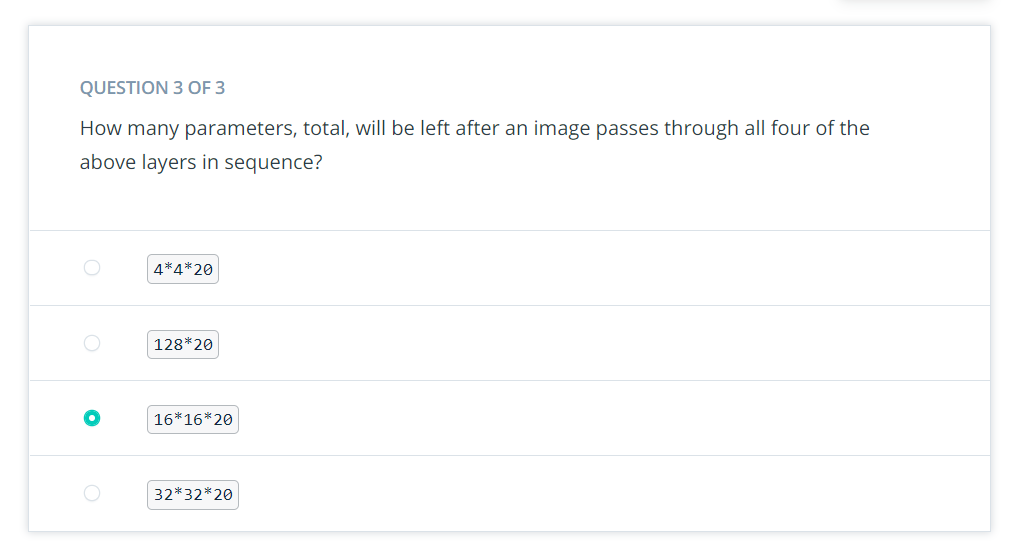 QUESTION 3 OF 3
How many parameters, total, will be left after an image passes through all four of the
above layers in sequence?
4*4*20
128*20
16*16*20
32*32*20